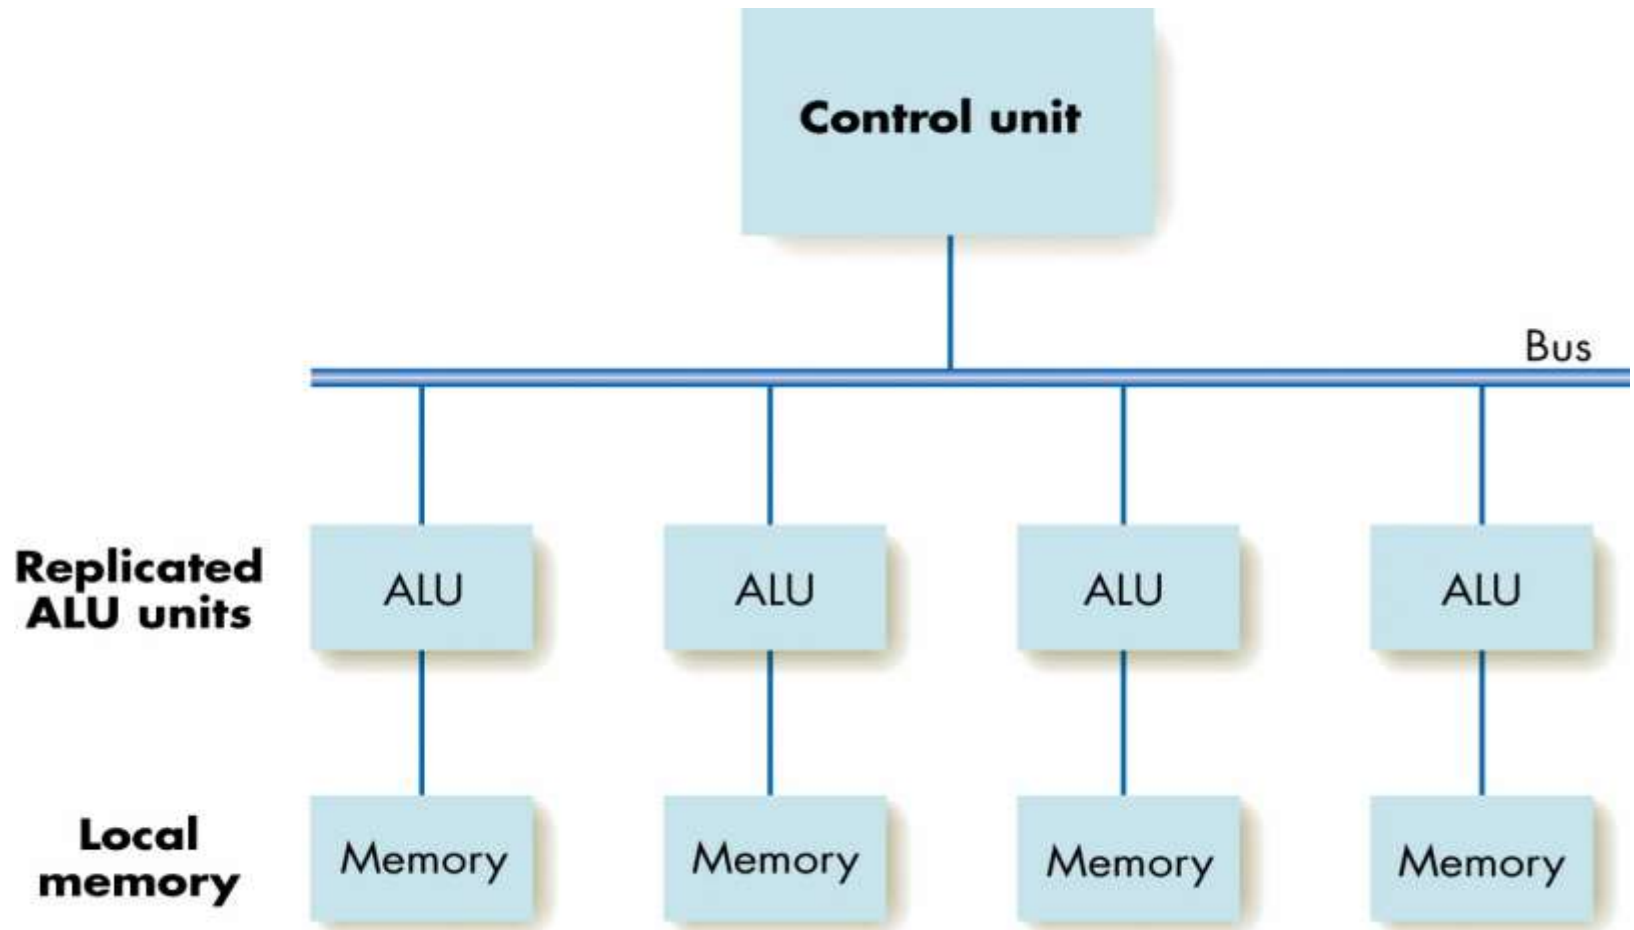 Control unit
Bus
Replicated
ALU units
ALU
ALU
ALU
ALU
Local
memory
Memory
Memory
Memory
Memory